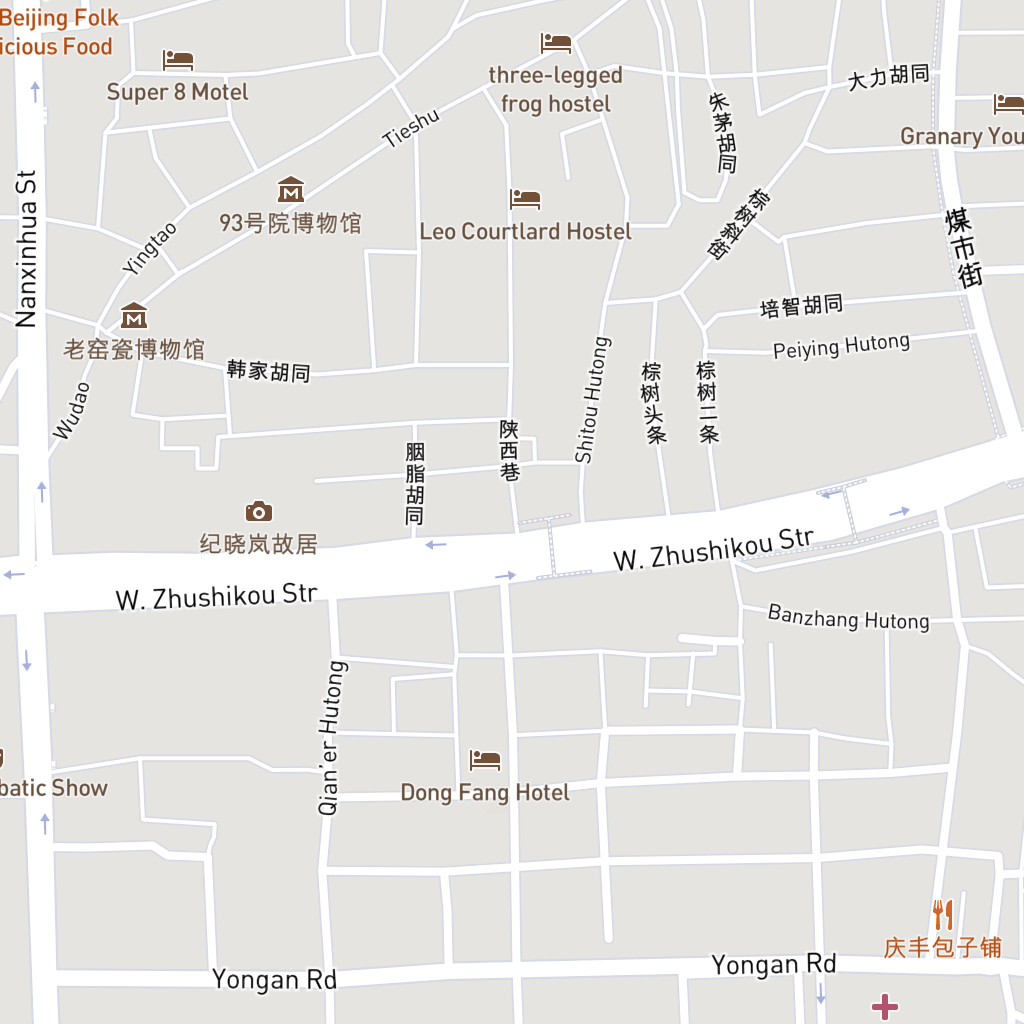 Beijing Folk
icious Food
Super 8 Motel
three-legged
frog hostel
大力胡同
朱茅胡同
Granary You
Tieshu
Nanxinhua St
93号院博物馆
Leo Courtlard Hostel
棕树斜街
煤市街
Yingtao
培智胡同
老窑瓷博物馆
Peiying Hutong
韩家胡同
Wudao
Shitou Hutong
棕树头条
棕树二条
陕西巷
胭脂胡同
纪晓岚故居
W. Zhushikou Str
W. Zhushikou Str
Banzhang Hutong
Qian'er Hutong
batic Show
Dong Fang Hotel
庆丰包子铺
Yongan Rd
Yongan Rd